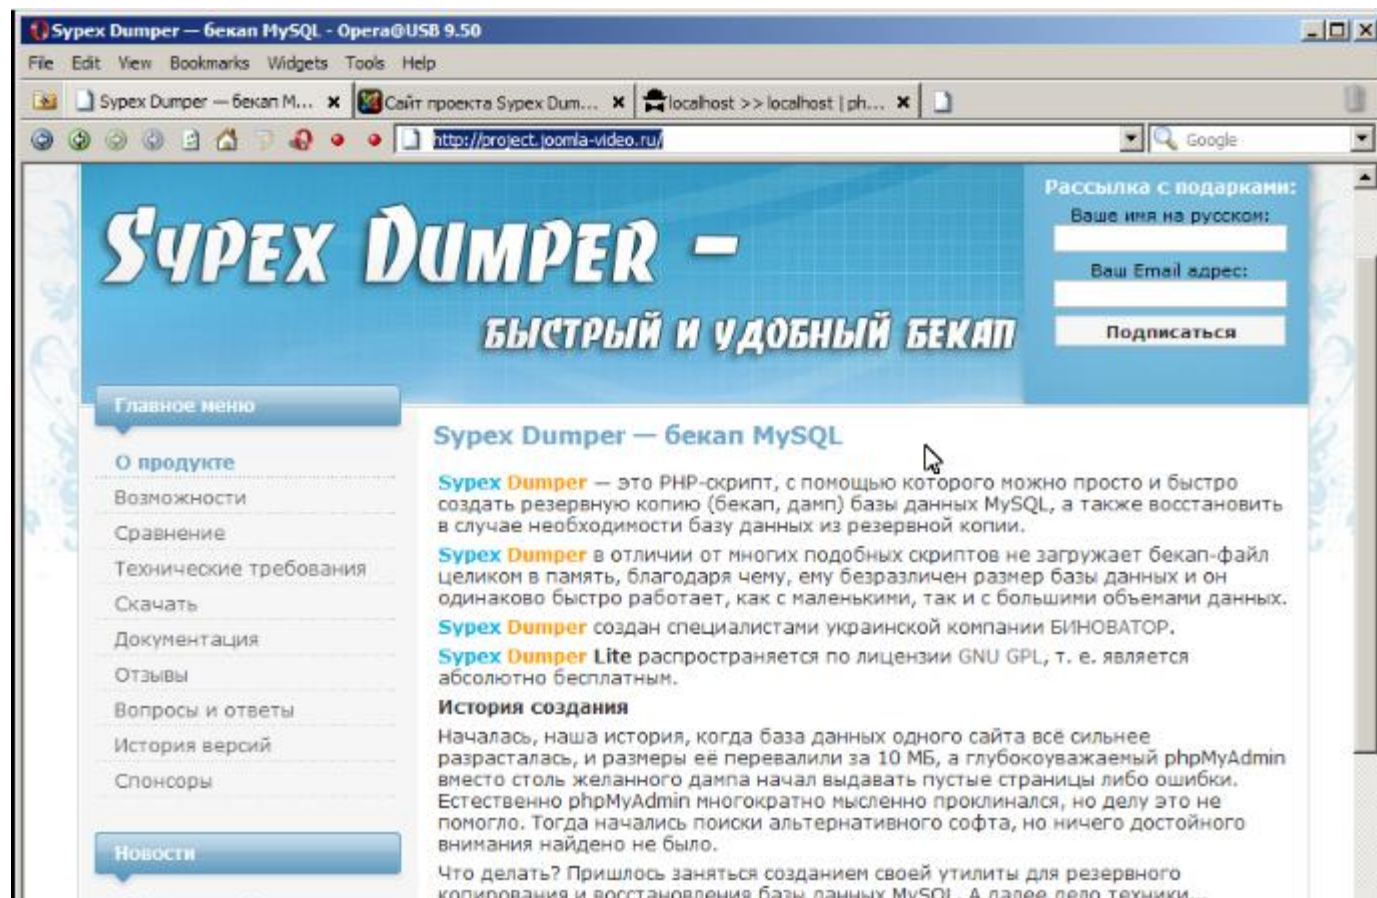 Sypex Dumper — бекап MySQL - Opera@USB 9.50
File Edit View Bookmarks Widgets Tools Help
Sypex Dumper — бекап М... Сайт проекта Sypex Dum... localhost >> localhost | ph...
http://project.joomla-video.ru/ Google
Sypex Dumper –
быстрый и удобный бекап
Рассылка с подарками:
Ваше имя на русском:
Ваш Email адрес:
Подписаться
Главное меню
О продукте
Возможности
Сравнение
Технические требования
Скачать
Документация
Отзывы
Вопросы и ответы
История версий
Спонсоры
Новости
Sypex Dumper — бекап MySQL
Sypex Dumper — это PHP-скрипт, с помощью которого можно просто и быстро
создать резервную копию (бекап, дамп) базы данных MySQL, а также восстановить
в случае необходимости базу данных из резервной копии.
Sypex Dumper в отличии от многих подобных скриптов не загружает бекап-файл
целиком в память, благодаря чему, ему безразличен размер базы данных и он
одинаково быстро работает, как с маленькими, так и с большими объемами данных.
Sypex Dumper создан специалистами украинской компании БИНОВАТОР.
Sypex Dumper Lite распространяется по лицензии GNU GPL, т. е. является
абсолютно бесплатным.
История создания
Началась, наша история, когда база данных одного сайта всё сильнее
разрасталась, и размеры её перевалили за 10 МБ, а глубокоуважаемый phpMyAdmin
вместо столь желанного дампа начал выдавать пустые страницы либо ошибки.
Естественно phpMyAdmin многократно мысленно проклинался, но делу это не
помогло. Тогда начались поиски альтернативного софта, но ничего достойного
внимания найдено не было.
Что делать? Пришлось заняться созданием своей утилиты для резервного
копирования и восстановления базы данных MySQL. А далее дело техники...